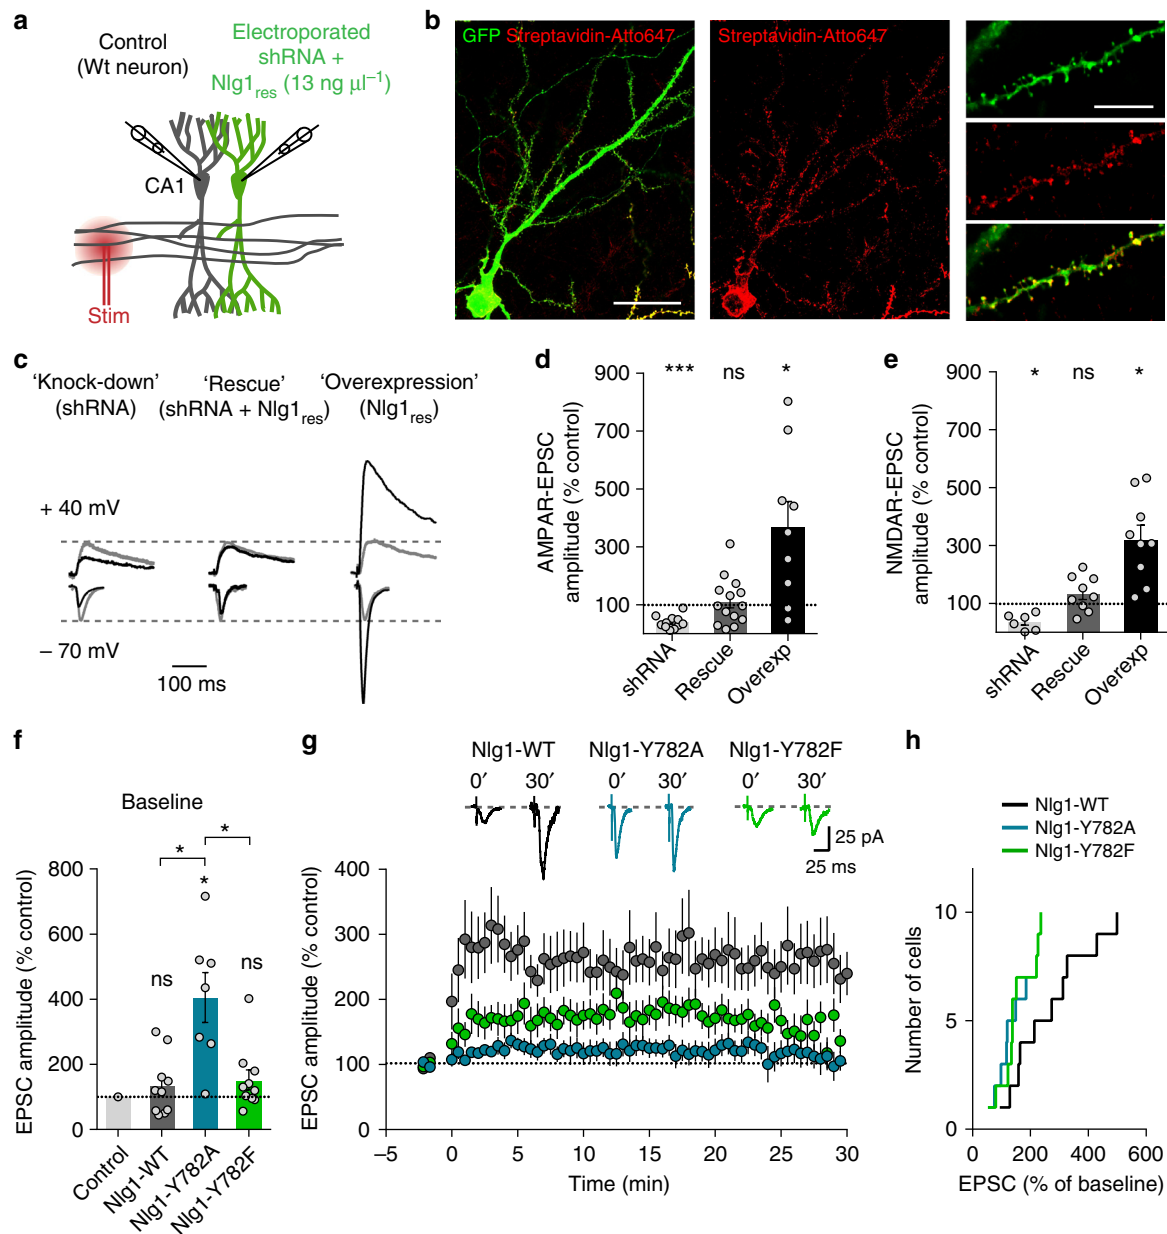 a
Control
(Wt neuron)
Electroporated
shRNA +
Nlg1res (13 ng µl−1)
CA1
Stim
b
GFP Streptavidin-Atto647
Streptavidin-Atto647
c
'Knock-down'
(shRNA)
'Rescue'
(shRNA + Nlg1res)
'Overexpression'
(Nlg1res)
+ 40 mV
− 70 mV
100 ms
d
AMPAR-EPSC
amplitude (% control)
900
700
500
300
100
***
ns
*
shRNA
Rescue
Overexp
e
NMDAR-EPSC
amplitude (% control)
900
700
500
300
100
*
ns
*
shRNA
Rescue
Overexp
f
Baseline
EPSC amplitude (% control)
800
600
400
200
0
*
*
ns
*
ns
Control
Nlg1-WT
Nlg1-Y782A
Nlg1-Y782F
g
Nlg1-WT
Nlg1-Y782A
Nlg1-Y782F
0′ 30′
0′ 30′
0′ 30′
25 pA
25 ms
EPSC amplitude (% control)
400
300
200
100
0
−5 0 5 10 15 20 25 30
Time (min)
h
Nlg1-WT
Nlg1-Y782A
Nlg1-Y782F
Number of cells
10
5
0
0 200 400 600
EPSC (% of baseline)